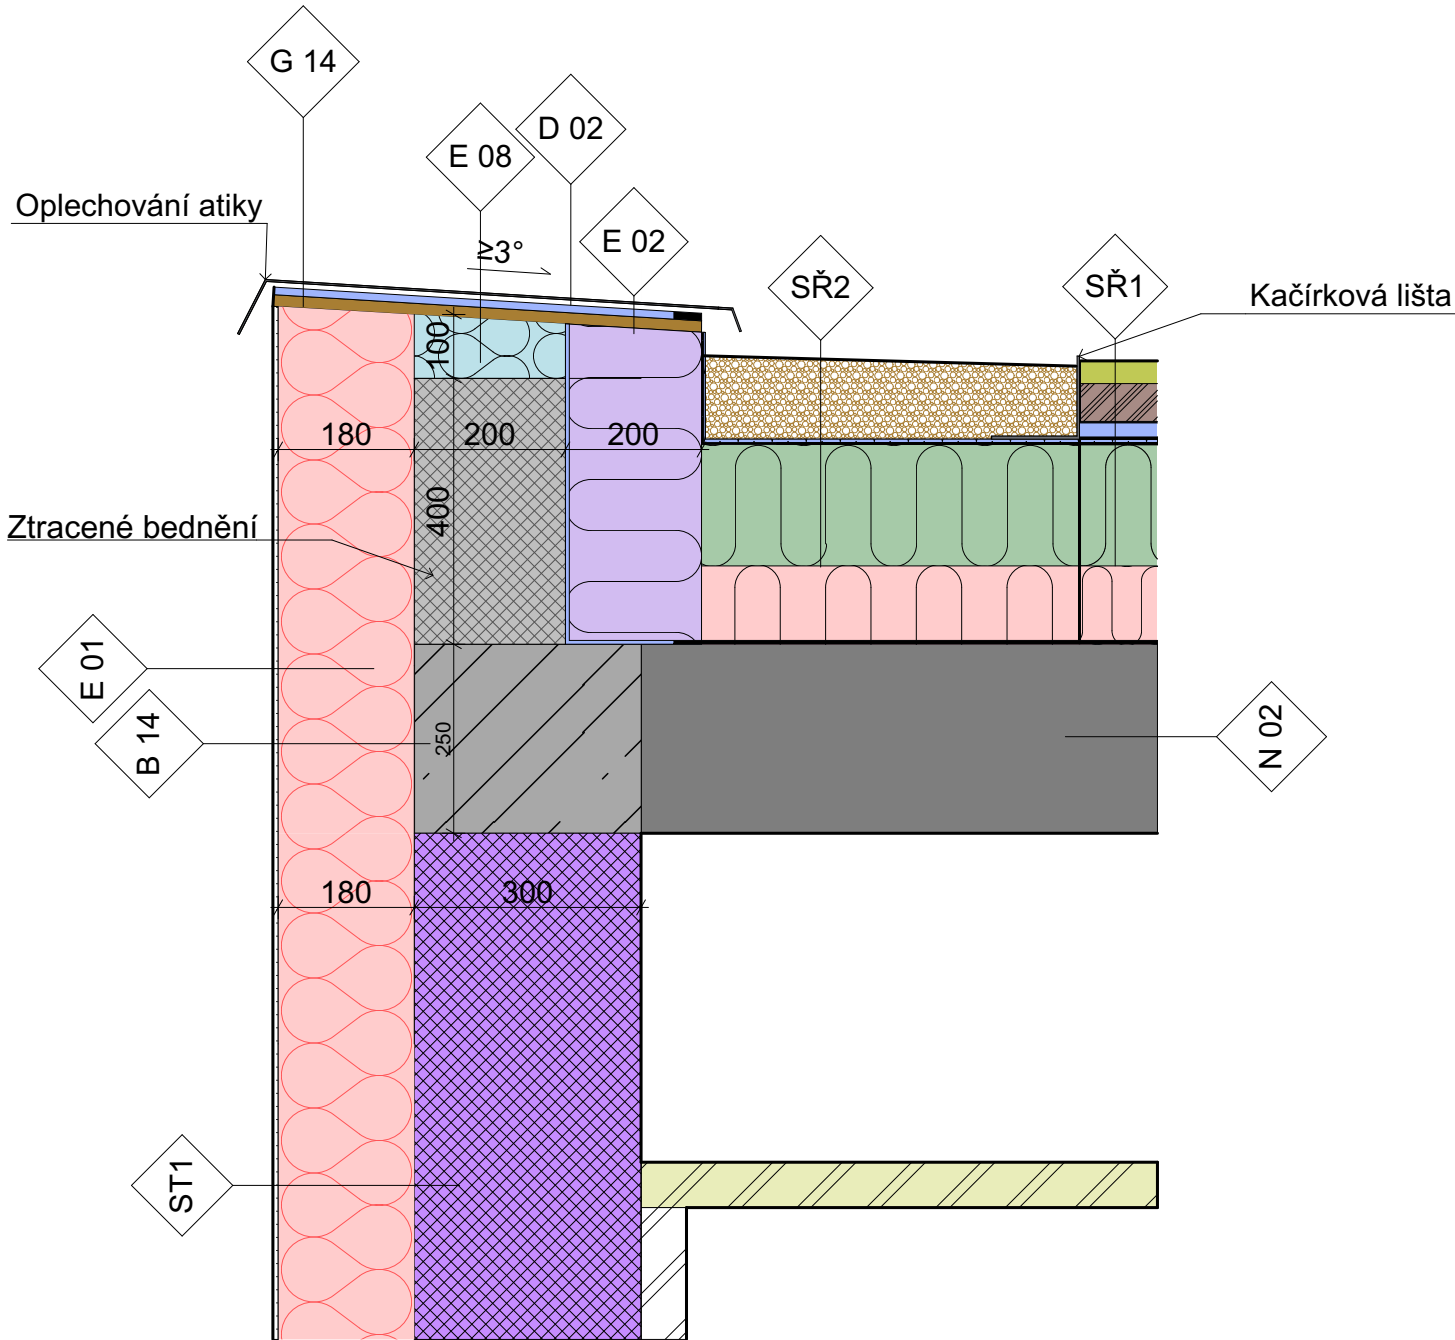 G 14
D 02
E 08
Oplechování atiky
≥3°
E 02
SŘ2
SŘ1
Kačírková lišta
100
180
200
200
400
Ztracené bednění
E 01
B 14
250
N 02
180
300
ST1